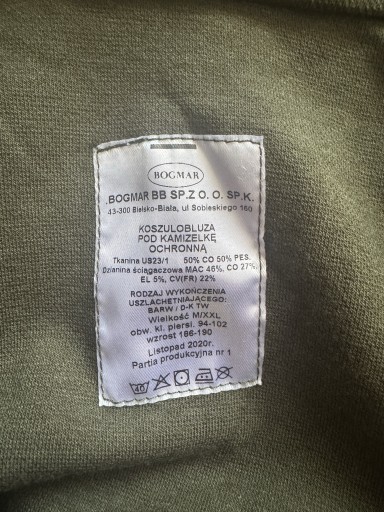 BOGMAR
BOGMAR BB SP.Z O. O. SP.K.
43-300 Bielsko-Biała, ul Sobieskiego 160
KOSZULOBLUZA
POD KAMIZELKĘ
OCHRONNĄ
Tkanina US23/1 50% CO 50% PES.
Dzianina ściągaczowa MAC 46%, CO 27%,
EL 5%, CV(FR) 22%
RODZAJ WYKOŃCZENIA
USZLACHETNIAJĄCEGO:
BARW / D-K TW
Wielkość M/XXL
obw. kl. piersi. 94-102
wzrost 186-190
Listopad 2020r.
Partia produkcyjna nr 1
40